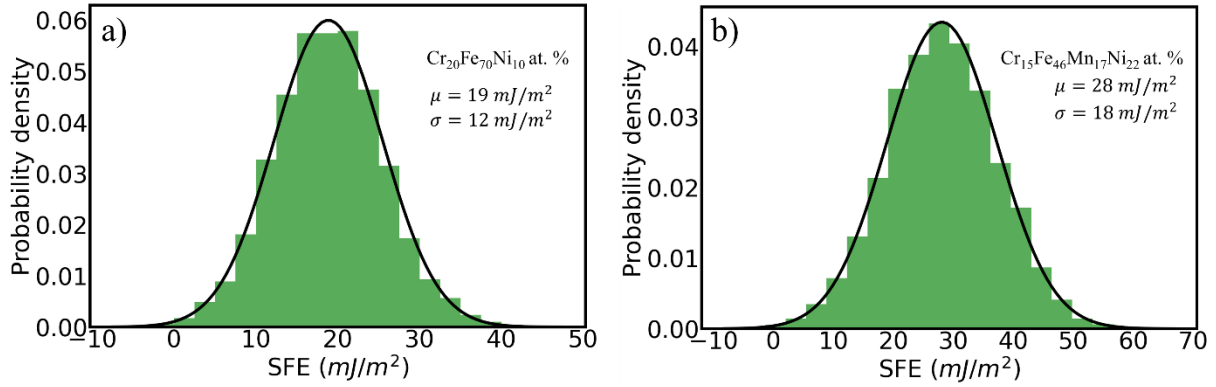 a)
Cr₂₀Fe₇₀Ni₁₀ at. %
μ = 19 mJ/m²
σ = 12 mJ/m²
Probability density
0.06
0.05
0.04
0.03
0.02
0.01
0.00
−10 0 10 20 30 40 50
SFE (mJ/m²)
b)
Cr₁₅Fe₄₆Mn₁₇Ni₂₂ at. %
μ = 28 mJ/m²
σ = 18 mJ/m²
Probability density
0.04
0.03
0.02
0.01
0.00
−10 0 10 20 30 40 50 60 70
SFE (mJ/m²)